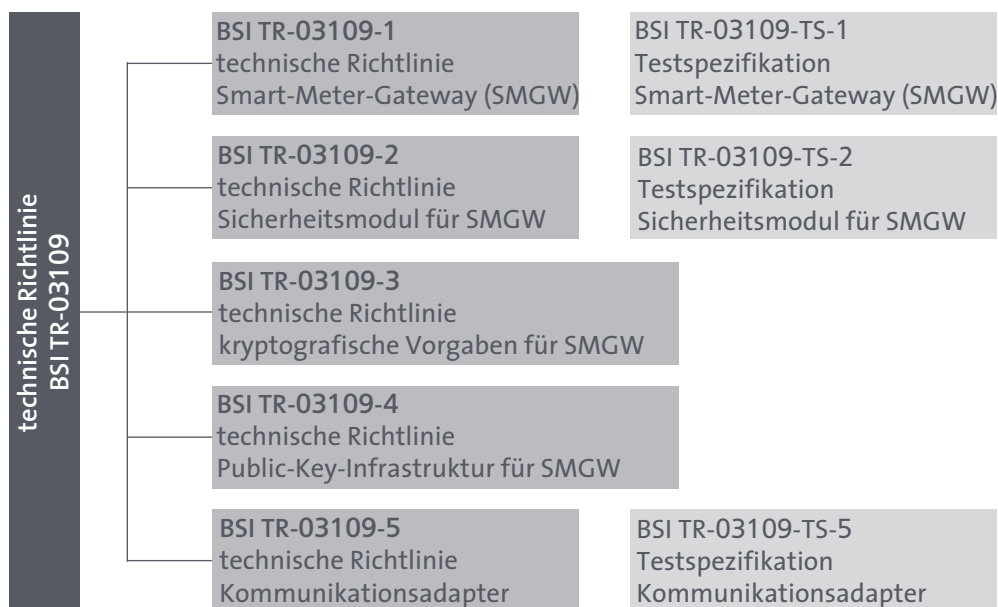 technische Richtlinie
BSI TR-03109
BSI TR-03109-1
technische Richtlinie
Smart-Meter-Gateway (SMGW)
BSI TR-03109-TS-1
Testspezifikation
Smart-Meter-Gateway (SMGW)
BSI TR-03109-2
technische Richtlinie
Sicherheitsmodul für SMGW
BSI TR-03109-TS-2
Testspezifikation
Sicherheitsmodul für SMGW
BSI TR-03109-3
technische Richtlinie
kryptografische Vorgaben für SMGW
BSI TR-03109-4
technische Richtlinie
Public-Key-Infrastruktur für SMGW
BSI TR-03109-5
technische Richtlinie
Kommunikationsadapter
BSI TR-03109-TS-5
Testspezifikation
Kommunikationsadapter